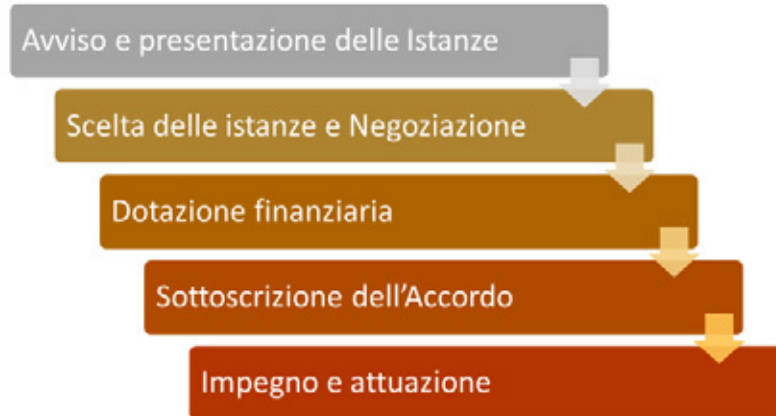 Avviso e presentazione delle Istanze
Scelta delle istanze e Negoziazione
Dotazione finanziaria
Sottoscrizione dell’Accordo
Impegno e attuazione